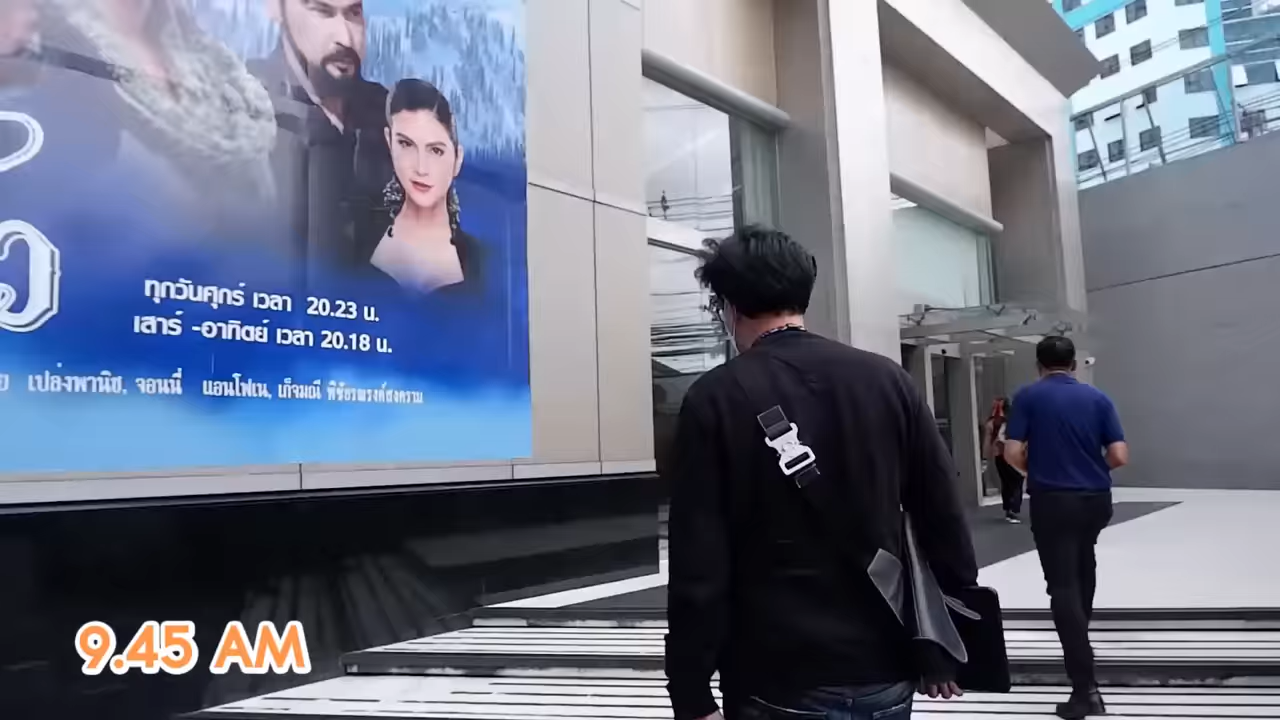 ทุกวันศุกร์ เวลา 20.23 น.
เสาร์ -อาทิตย์ เวลา 20.18 น.
เปล่งพานิช, จอนนี่ แอนโฟเน, เก็จมณี พิชัยรณรงค์สงคราม
9.45 AM